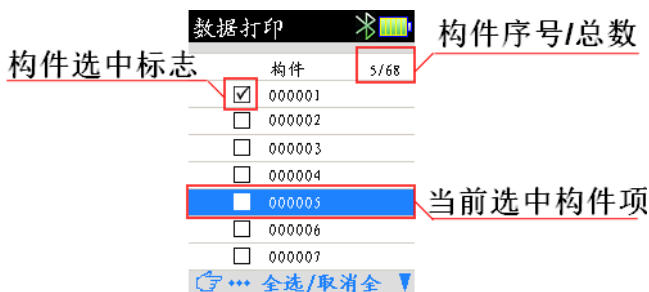 数据打印
构件序号/总数
构件选中标志
构件 5/68
000001
000002
000003
000004
000005
当前选中构件项
000006
000007
··· 全选/取消全